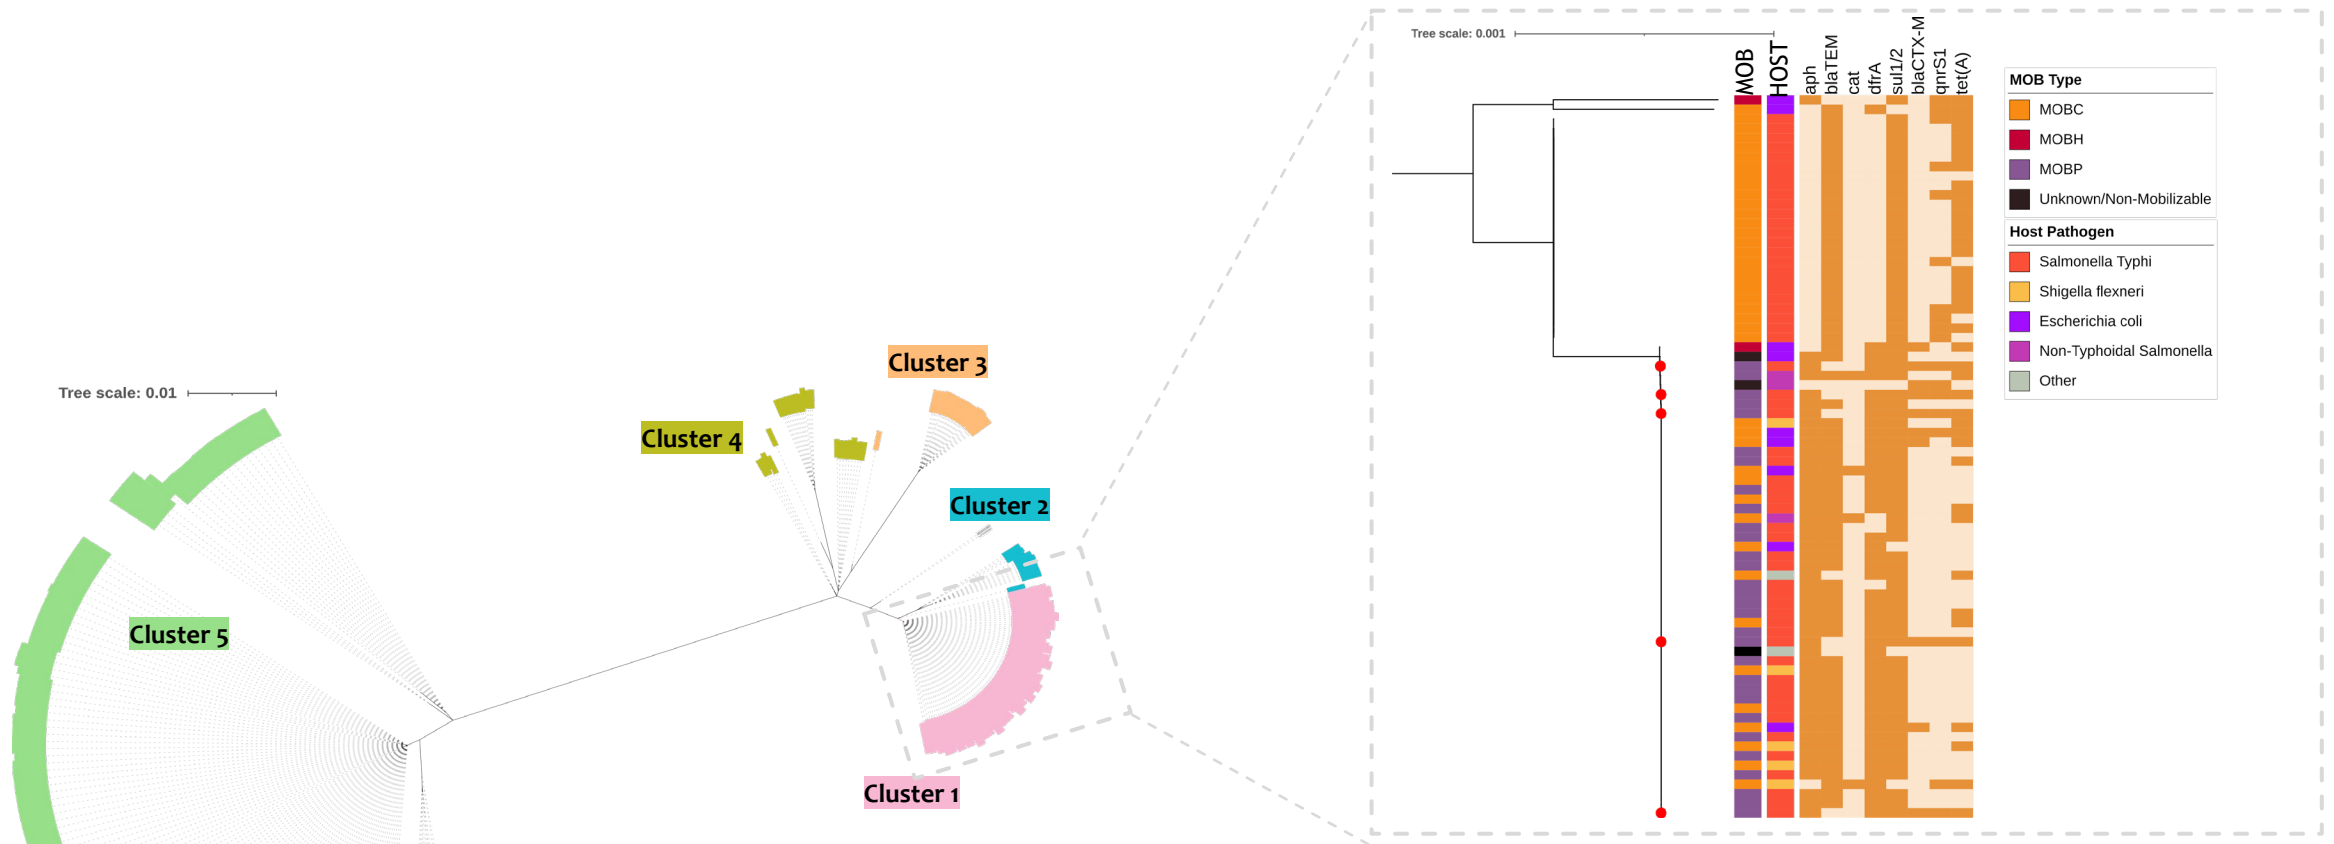 Tree scale: 0.01
Cluster 5
Cluster 4
Cluster 3
Cluster 2
Cluster 1
Tree scale: 0.001
MOB
HOST
aph
blaTEM
cat
dfrA
sul1/2
blaCTX-M
qnrS1
tet(A)
MOB Type
MOBC
MOBH
MOBP
Unknown/Non-Mobilizable
Host Pathogen
Salmonella Typhi
Shigella flexneri
Escherichia coli
Non-Typhoidal Salmonella
Other